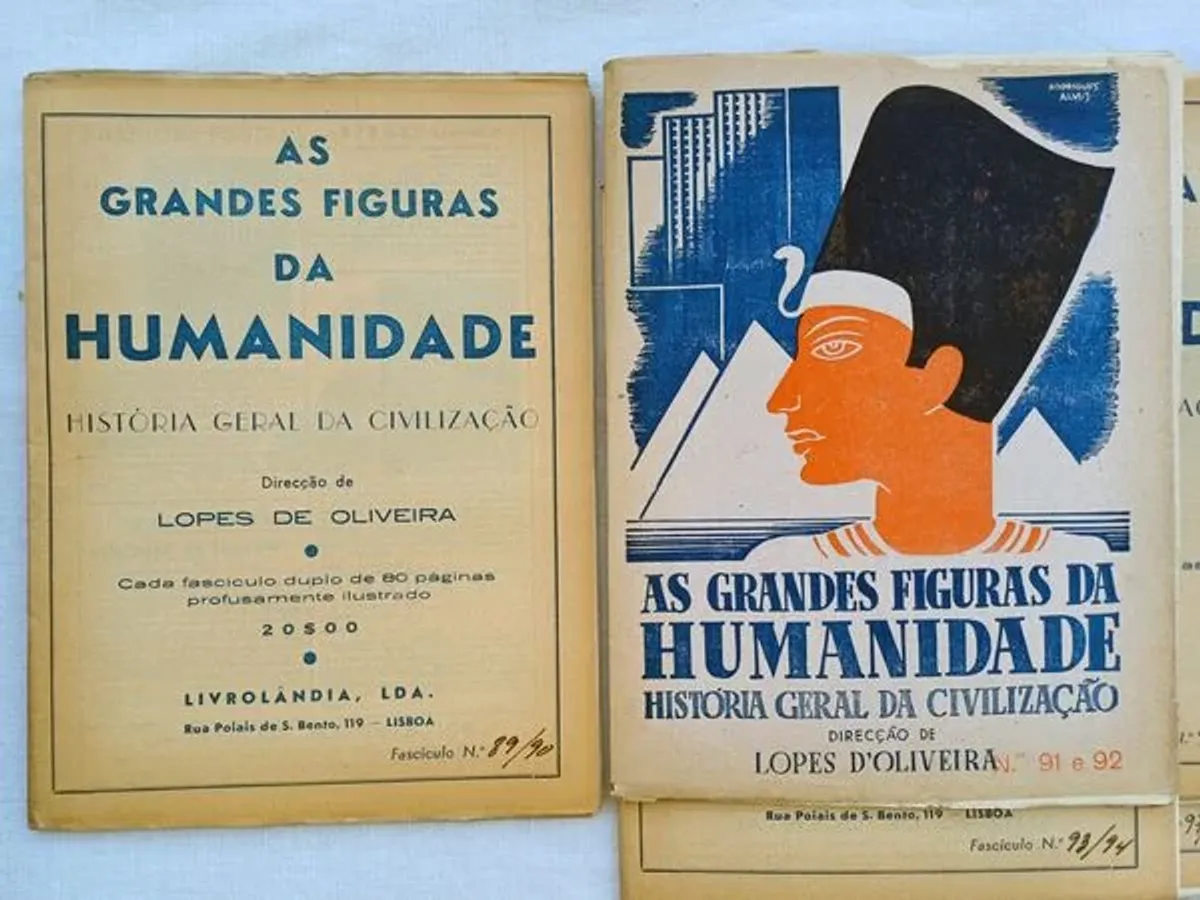 AS
GRANDES FIGURAS
DA
HUMANIDADE
HISTÓRIA GERAL DA CIVILIZAÇÃO
Direcção de
LOPES DE OLIVEIRA
Cada fascículo duplo de 80 páginas
profusamente ilustrado
20$00
LIVROLÂNDIA, LDA.
Rua Poiais de S. Bento, 119 — LISBOA
Fascículo N.º 89/90
RODRIGUES
ALVES
AS GRANDES FIGURAS DA
HUMANIDADE
HISTÓRIA GERAL DA CIVILIZAÇÃO
DIRECÇÃO DE
LOPES D'OLIVEIRA N.os 91 e 92
Rua Poiais de S. Bento, 119 — LISBOA
Fascículo N.º 93/94